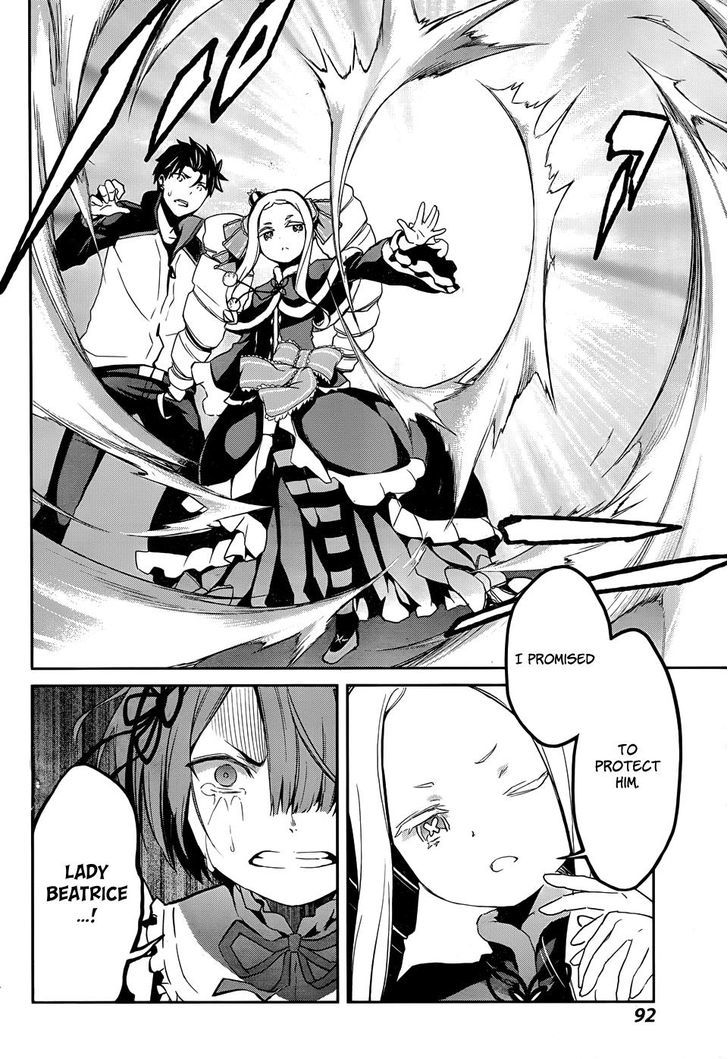 I PROMISED
TO
PROTECT
HIM.
LADY
BEATRICE
...!
92